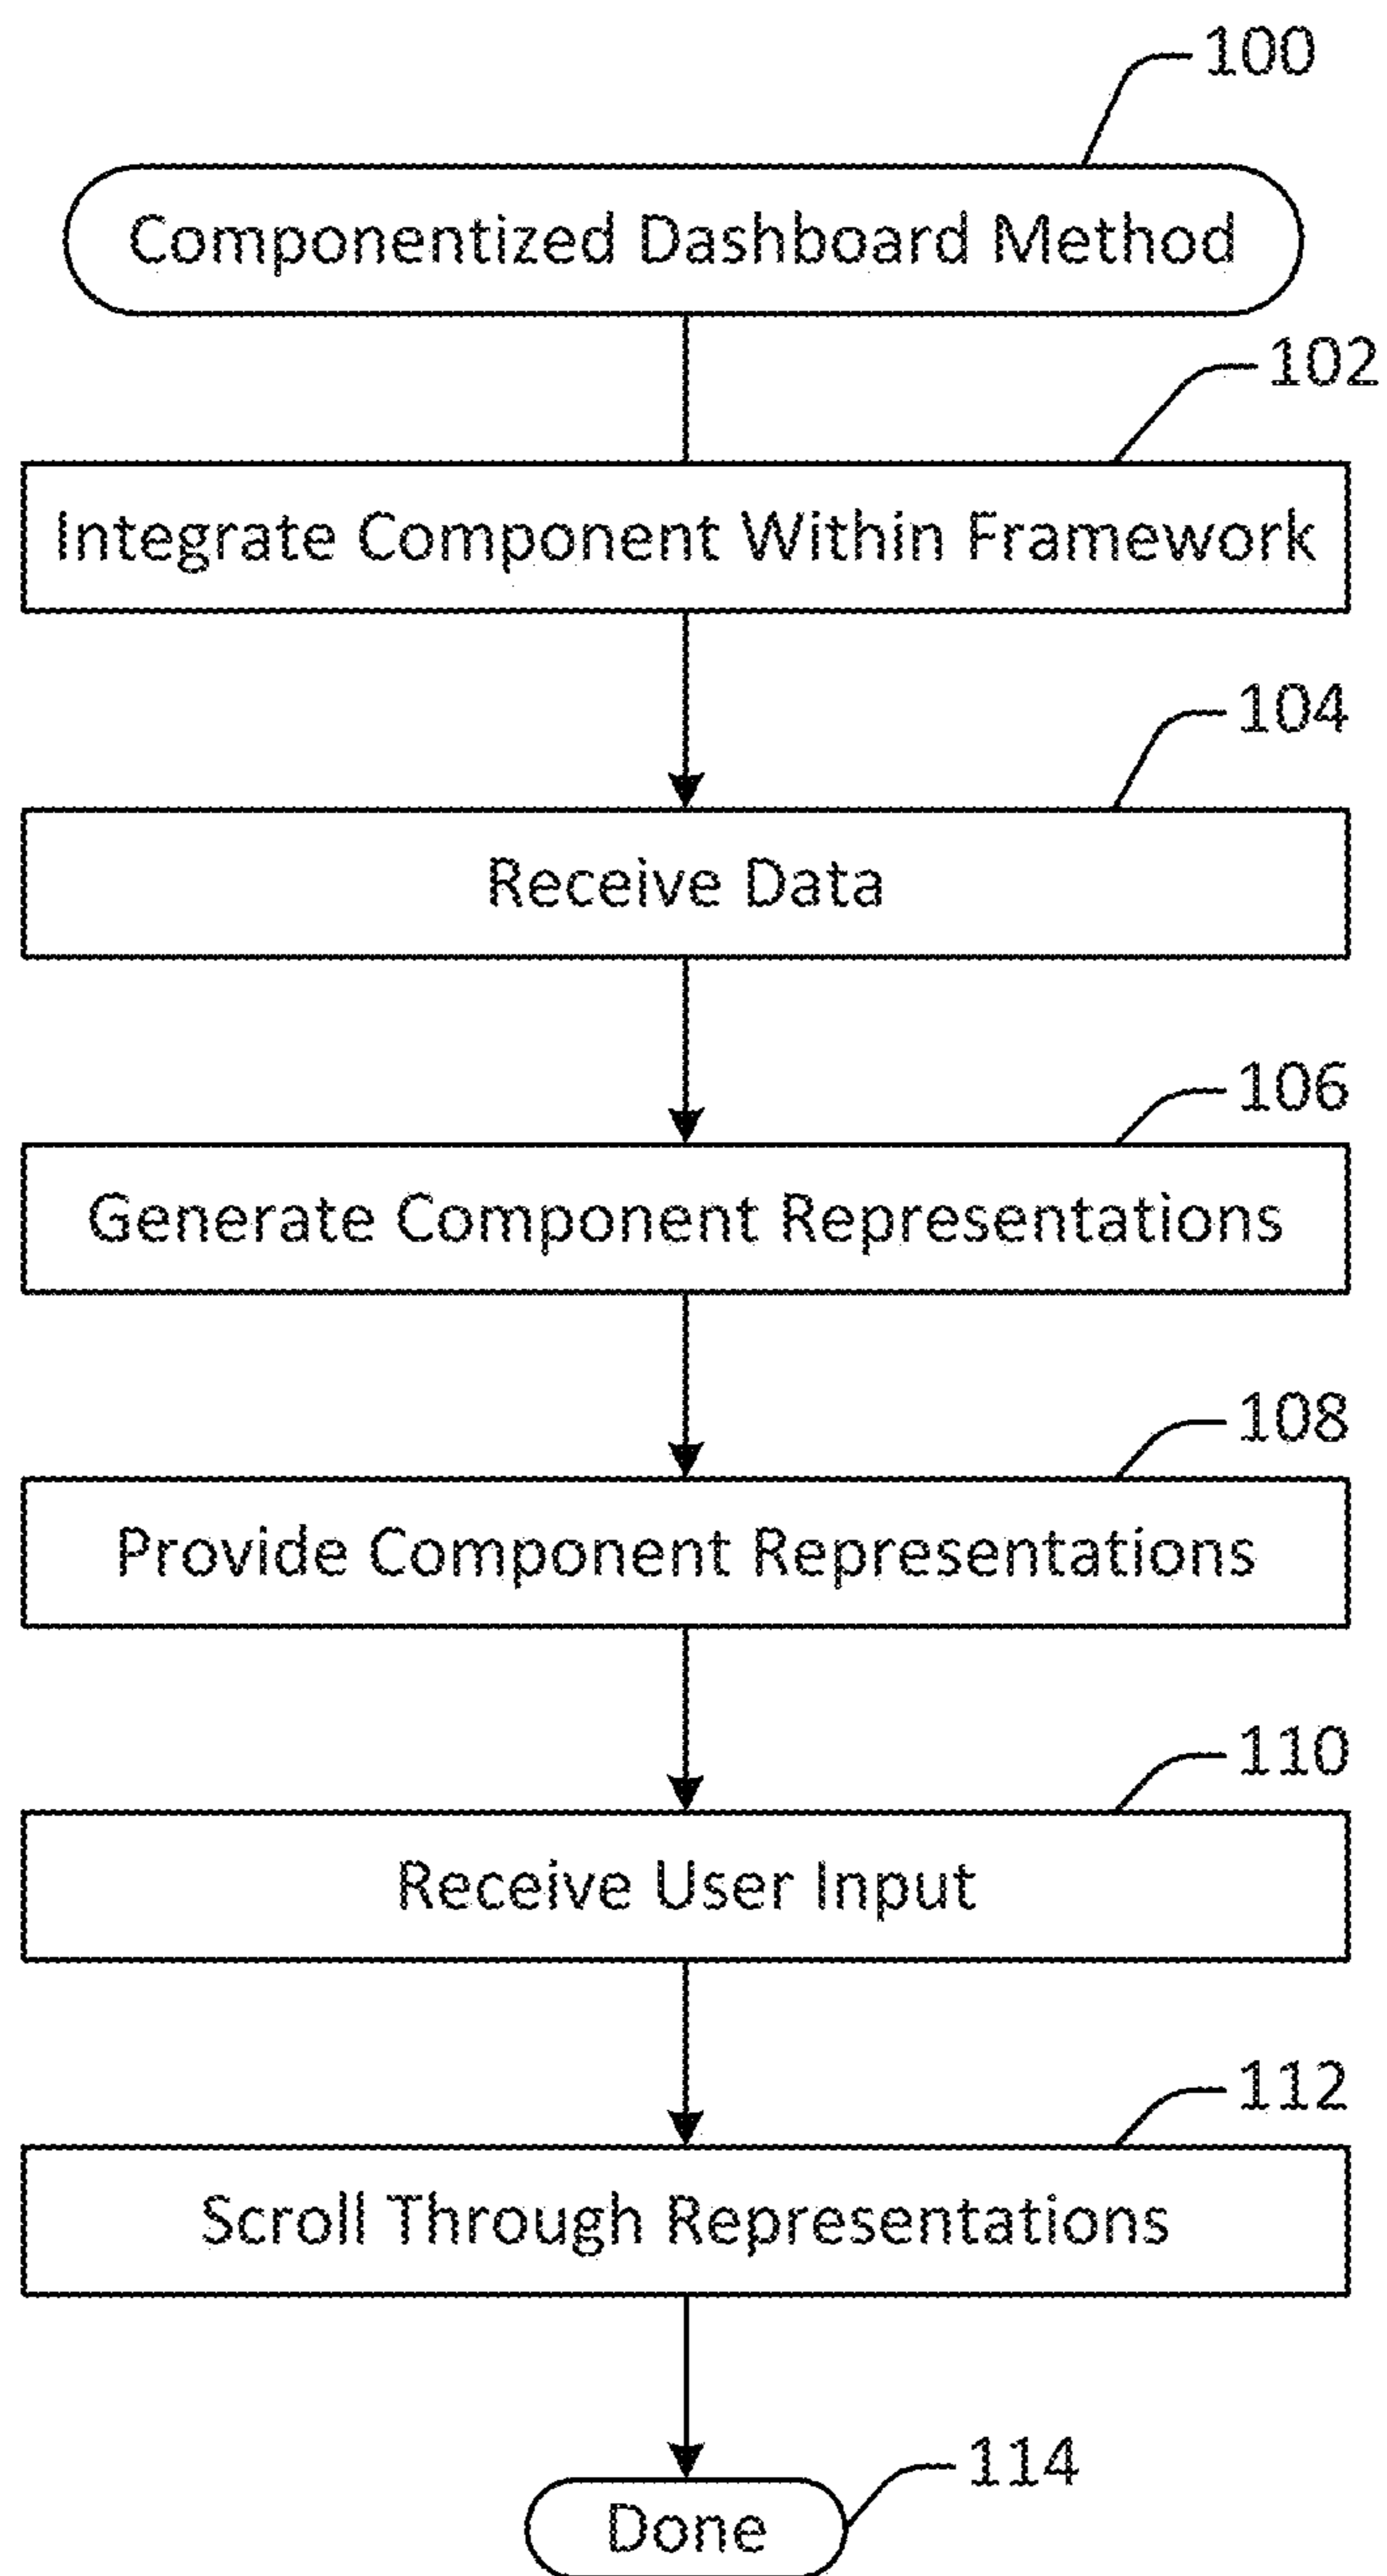 100
Componentized Dashboard Method
102
Integrate Component Within Framework
104
Receive Data
106
Generate Component Representations
108
Provide Component Representations
110
Receive User Input
112
Scroll Through Representations
114
Done